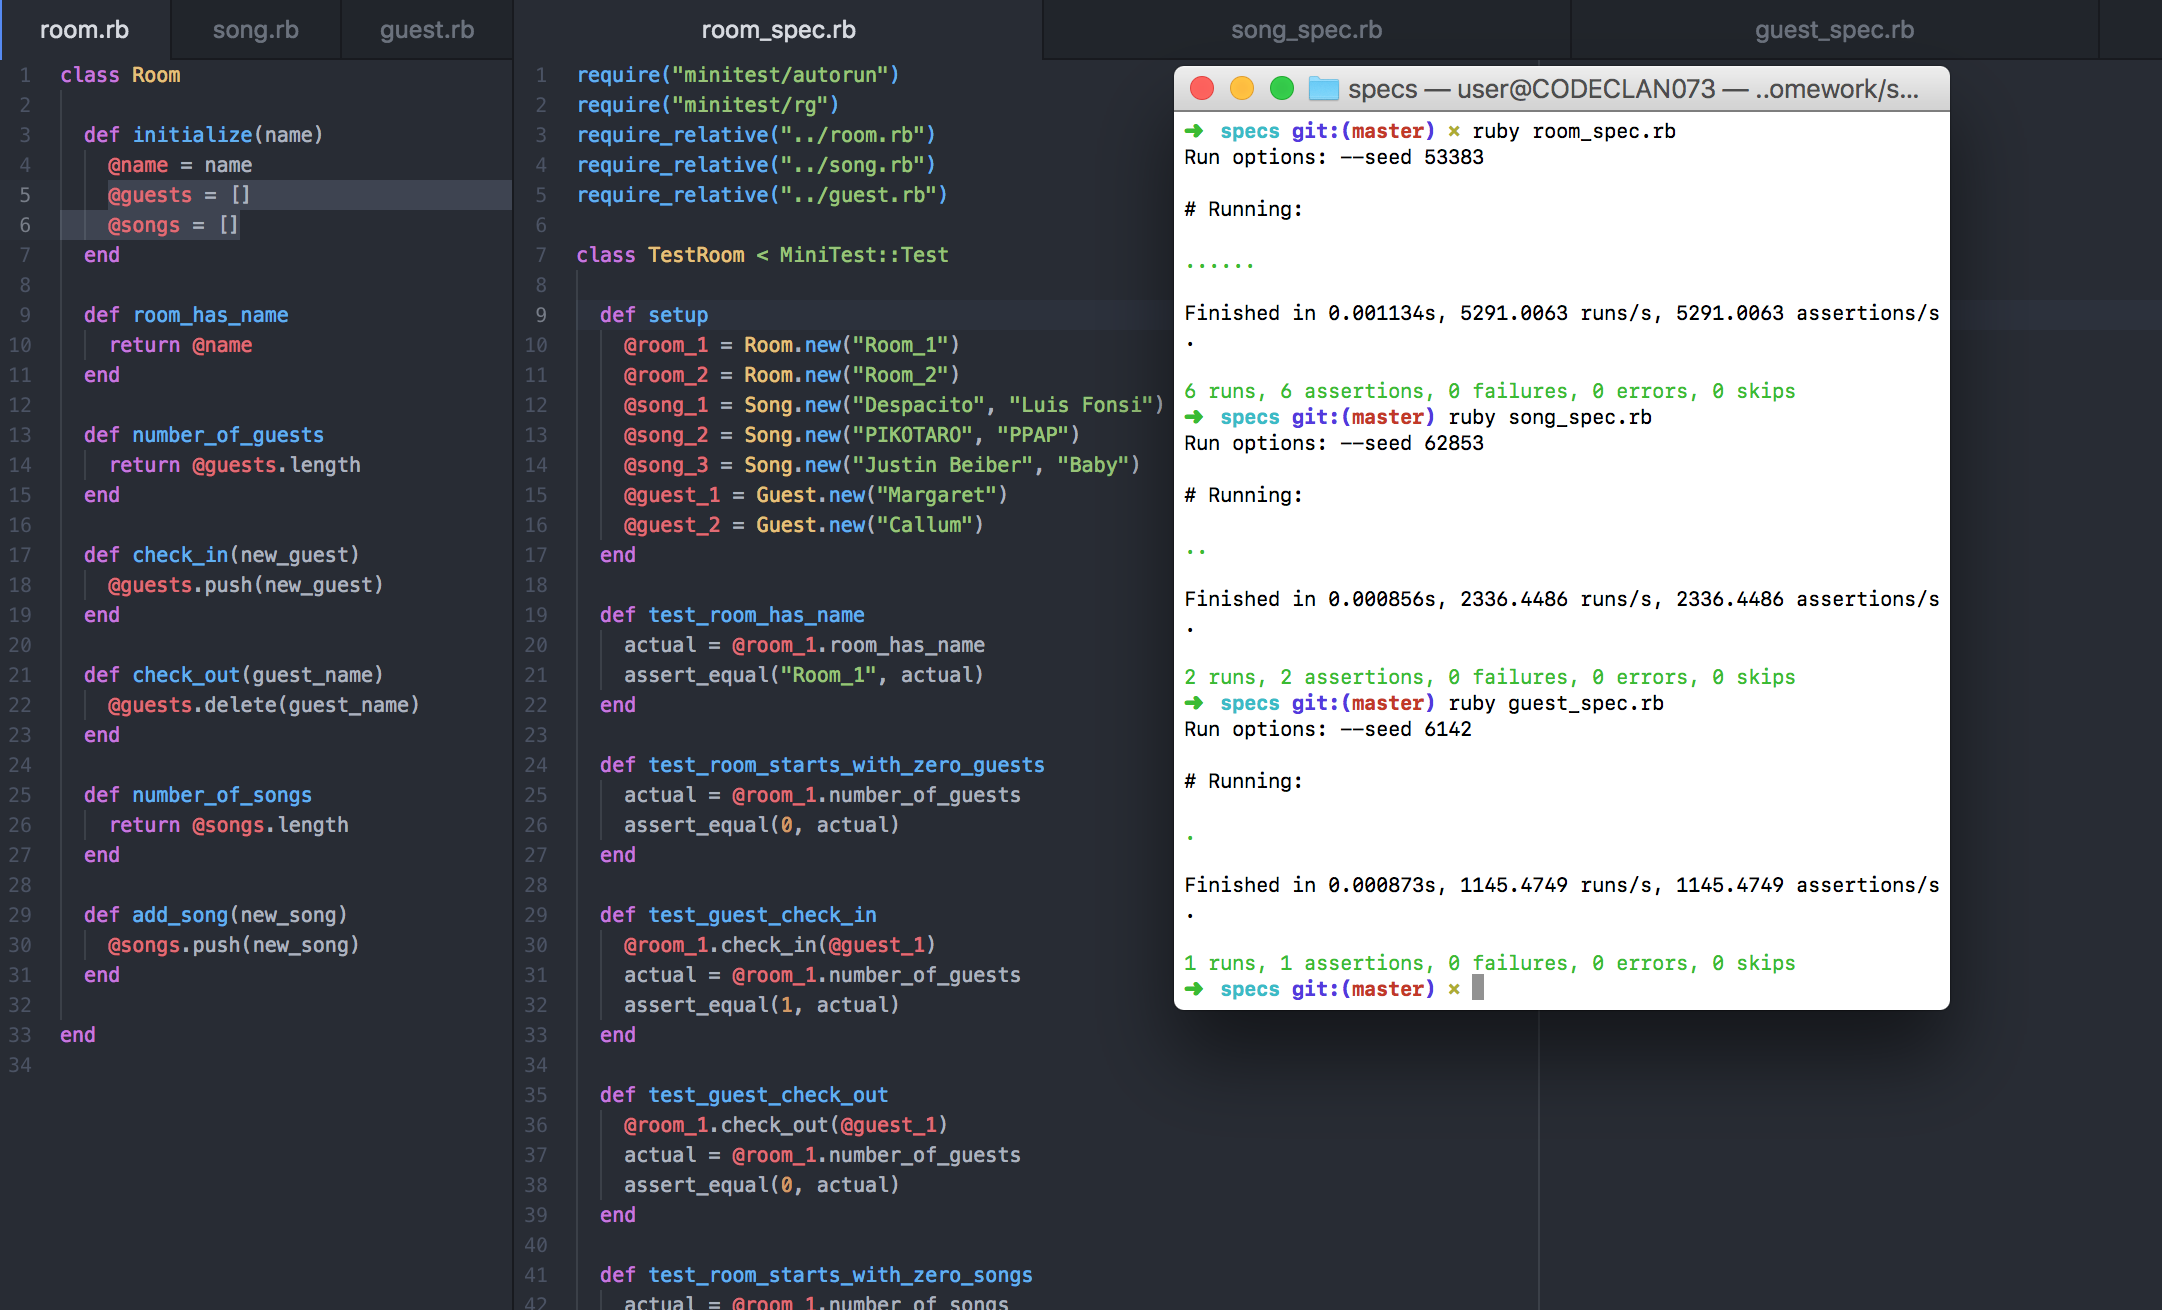 room.rb song.rb guest.rb
1 class Room
2
3 def initialize(name)
4 @name = name
5 @guests = []
6 @songs = []
7 end
8
9 def room_has_name
10 return @name
11 end
12
13 def number_of_guests
14 return @guests.length
15 end
16
17 def check_in(new_guest)
18 @guests.push(new_guest)
19 end
20
21 def check_out(guest_name)
22 @guests.delete(guest_name)
23 end
24
25 def number_of_songs
26 return @songs.length
27 end
28
29 def add_song(new_song)
30 @songs.push(new_song)
31 end
32
33 end
34
room_spec.rb song_spec.rb guest_spec.rb
1 require("minitest/autorun")
2 require("minitest/rg")
3 require_relative("../room.rb")
4 require_relative("../song.rb")
5 require_relative("../guest.rb")
6
7 class TestRoom < MiniTest::Test
8
9 def setup
10 @room_1 = Room.new("Room_1")
11 @room_2 = Room.new("Room_2")
12 @song_1 = Song.new("Despacito", "Luis Fonsi")
13 @song_2 = Song.new("PIKOTARO", "PPAP")
14 @song_3 = Song.new("Justin Beiber", "Baby")
15 @guest_1 = Guest.new("Margaret")
16 @guest_2 = Guest.new("Callum")
17 end
18
19 def test_room_has_name
20 actual = @room_1.room_has_name
21 assert_equal("Room_1", actual)
22 end
23
24 def test_room_starts_with_zero_guests
25 actual = @room_1.number_of_guests
26 assert_equal(0, actual)
27 end
28
29 def test_guest_check_in
30 @room_1.check_in(@guest_1)
31 actual = @room_1.number_of_guests
32 assert_equal(1, actual)
33 end
34
35 def test_guest_check_out
36 @room_1.check_out(@guest_1)
37 actual = @room_1.number_of_guests
38 assert_equal(0, actual)
39 end
40
41 def test_room_starts_with_zero_songs
42 actual = @room_1.number_of_songs
specs — user@CODECLAN073 — ..omework/s...
➜ specs git:(master) × ruby room_spec.rb
Run options: --seed 53383
# Running:
......
Finished in 0.001134s, 5291.0063 runs/s, 5291.0063 assertions/s
.
6 runs, 6 assertions, 0 failures, 0 errors, 0 skips
➜ specs git:(master) ruby song_spec.rb
Run options: --seed 62853
# Running:
..
Finished in 0.000856s, 2336.4486 runs/s, 2336.4486 assertions/s
.
2 runs, 2 assertions, 0 failures, 0 errors, 0 skips
➜ specs git:(master) ruby guest_spec.rb
Run options: --seed 6142
# Running:
.
Finished in 0.000873s, 1145.4749 runs/s, 1145.4749 assertions/s
.
1 runs, 1 assertions, 0 failures, 0 errors, 0 skips
➜ specs git:(master) ×